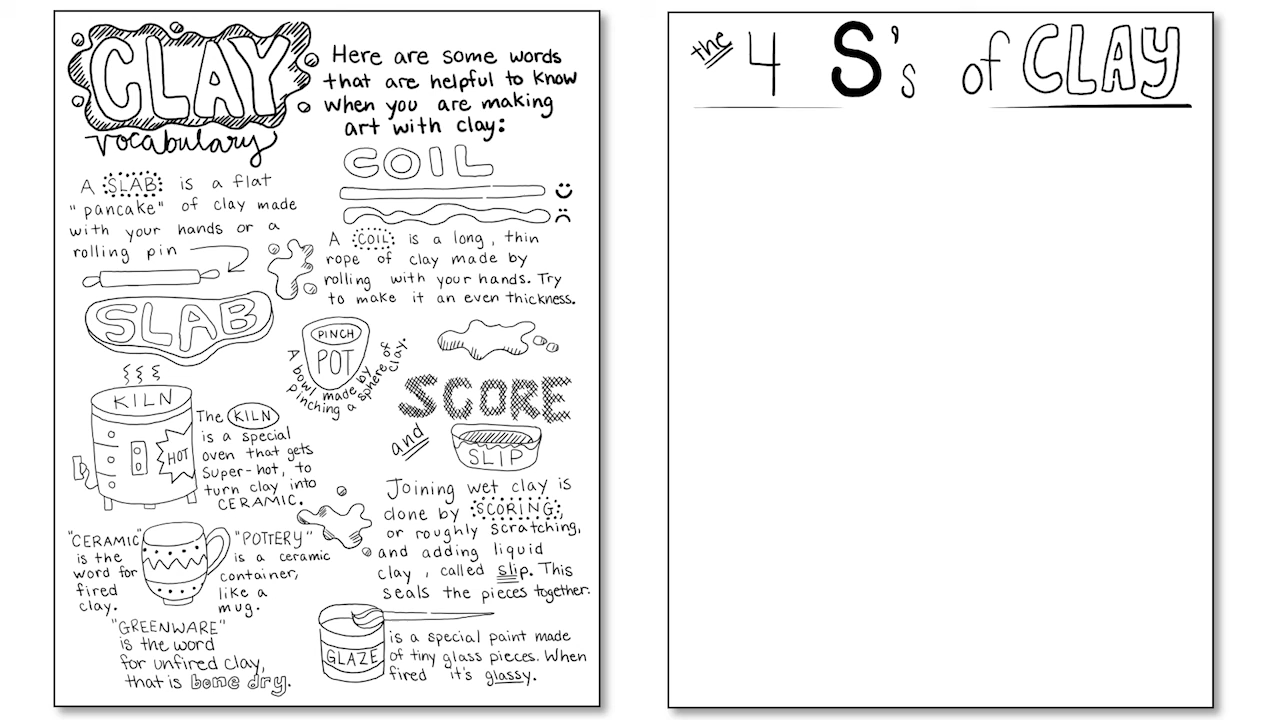 CLAY
vocabulary
Here are some words
that are helpful to know
when you are making
art with clay:
A SLAB is a flat
"pancake" of clay made
with your hands or a
rolling pin
SLAB
COIL
A COIL is a long, thin
rope of clay made by
rolling with your hands. Try
to make it an even thickness.
PINCH
POT
A bowl made by
pinching a sphere of
clay.
KILN
HOT
The KILN
is a special
oven that gets
super-hot, to
turn clay into
CERAMIC.
SCORE
and
SLIP
Joining wet clay is
done by SCORING,
or roughly scratching,
and adding liquid
clay, called slip. This
seals the pieces together.
"CERAMIC"
is the
word for
fired
clay.
"POTTERY"
is a ceramic
container,
like a
mug.
"GREENWARE"
is the word
for unfired clay,
that is bone dry.
GLAZE
is a special paint made
of tiny glass pieces. When
fired it's glassy.
the 4 S's of CLAY